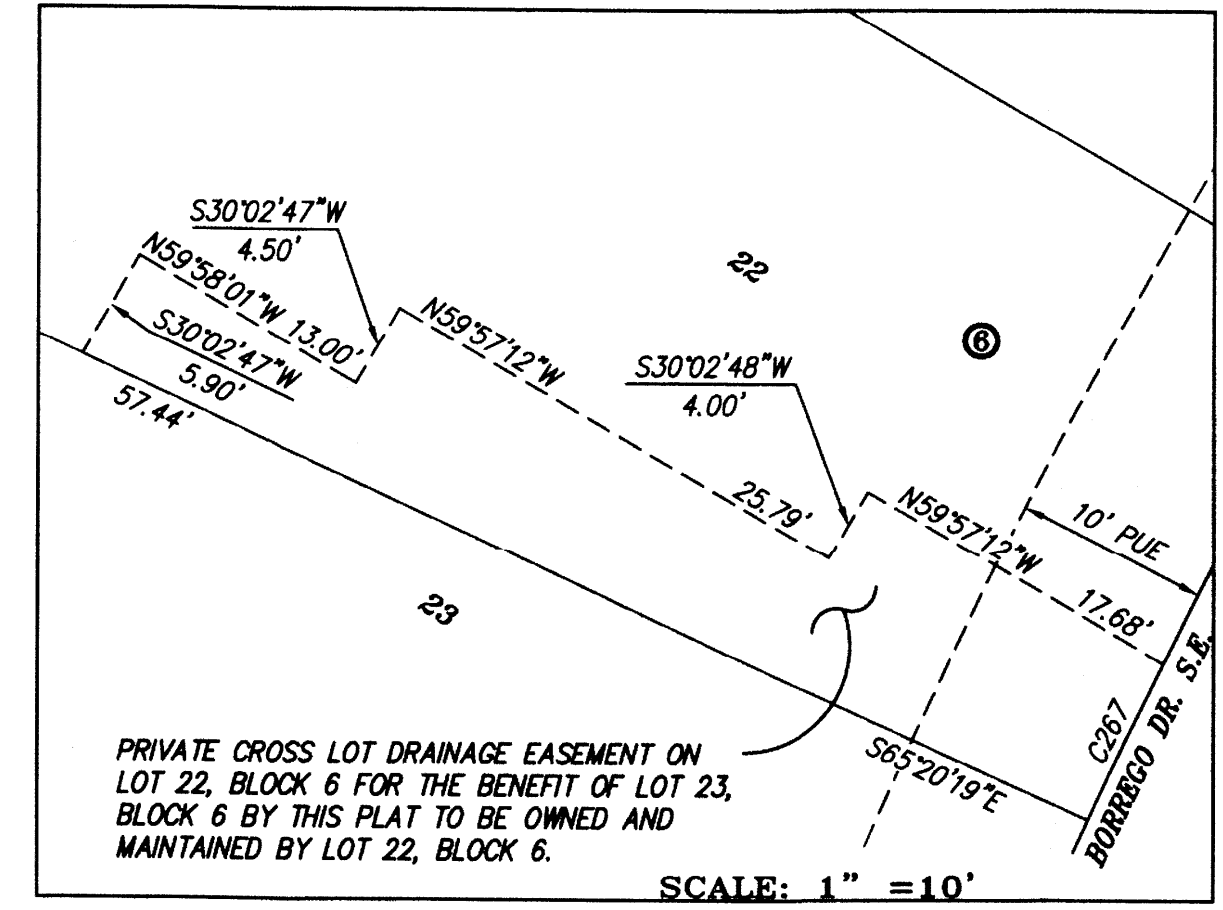 S30°02'47"W
4.50'
N59°58'01"W 13.00'
S30°02'47"W
5.90'
57.44'
22
6
N59°57'12"W
25.79'
S30°02'48"W
4.00'
N59°57'12"W
17.68'
10' PUE
23
C267
BORREGO DR. S.E.
S65°20'19"E
PRIVATE CROSS LOT DRAINAGE EASEMENT ON
LOT 22, BLOCK 6 FOR THE BENEFIT OF LOT 23,
BLOCK 6 BY THIS PLAT TO BE OWNED AND
MAINTAINED BY LOT 22, BLOCK 6.
SCALE: 1" =10'